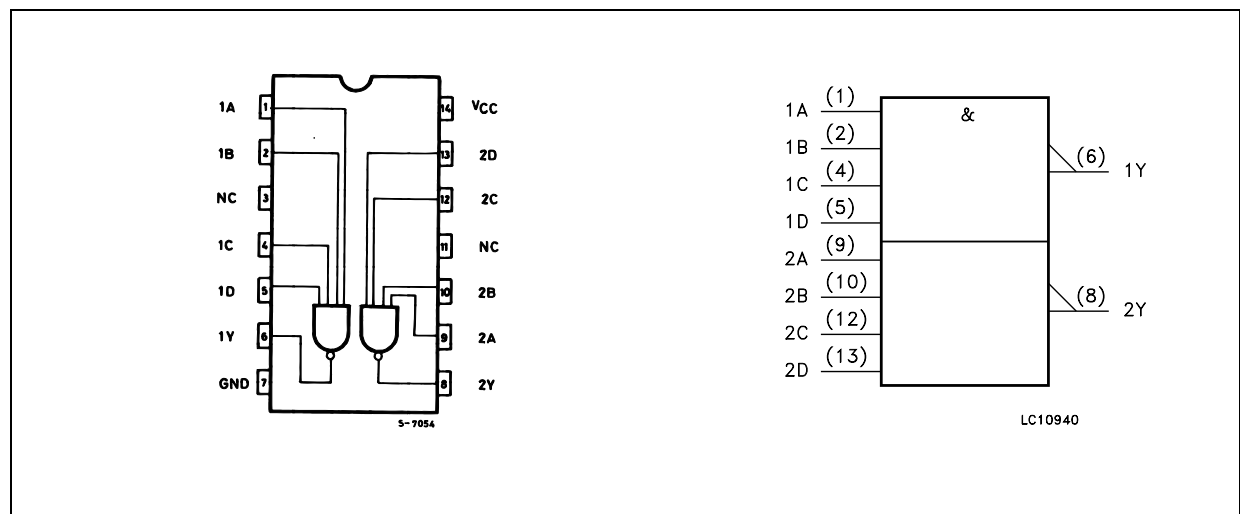 1A 1 14 VCC
1B 2 13 2D
NC 3 12 2C
1C 4 11 NC
1D 5 10 2B
1Y 6 9 2A
GND 7 8 2Y
S-7054
&
1A (1)
1B (2)
1C (4)
1D (5)
2A (9)
2B (10)
2C (12)
2D (13)
(6) 1Y
(8) 2Y
LC10940